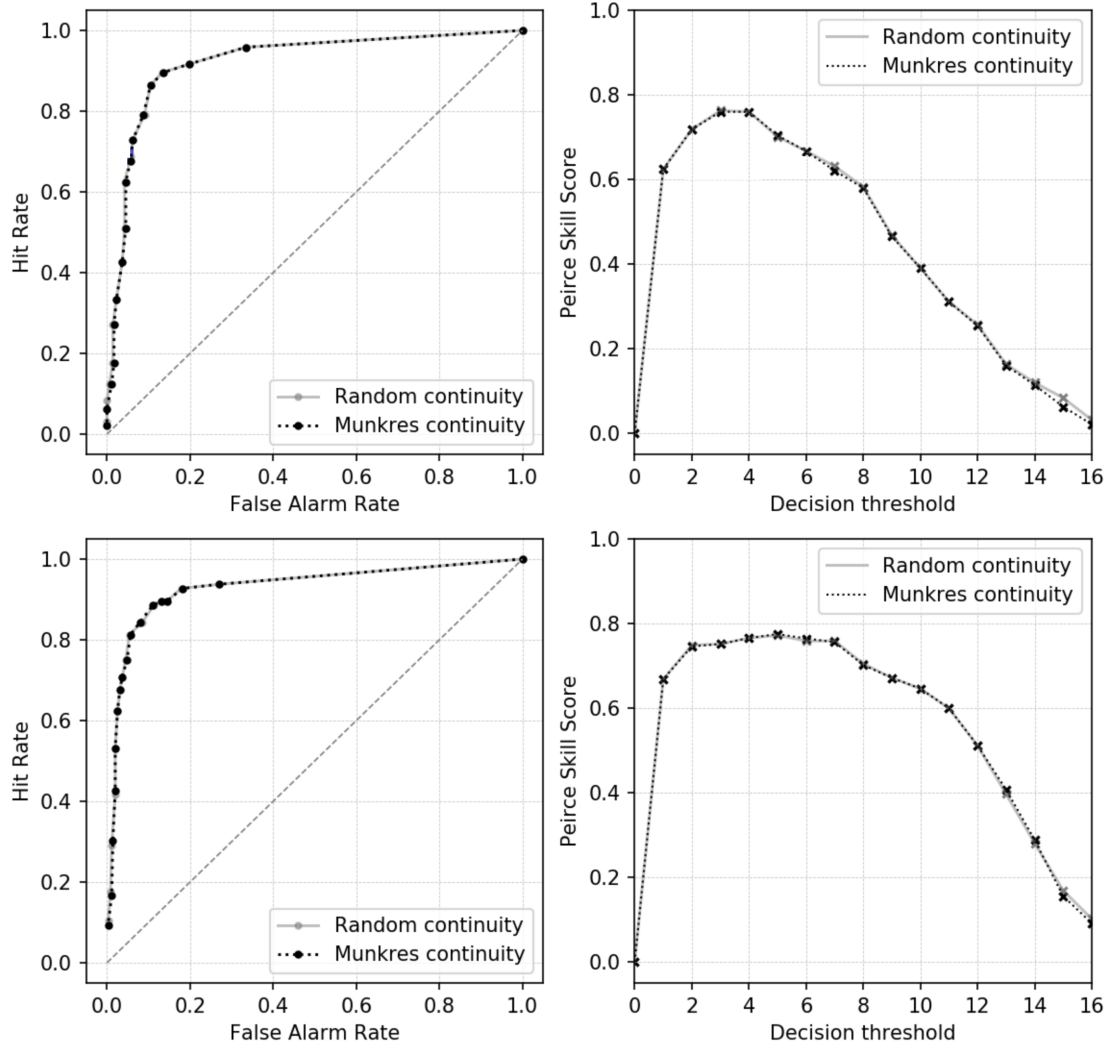 1.0
0.8
0.6
0.4
0.2
0.0
Hit Rate
0.0 0.2 0.4 0.6 0.8 1.0
False Alarm Rate
Random continuity
Munkres continuity
1.0
0.8
0.6
0.4
0.2
0.0
Peirce Skill Score
0 2 4 6 8 10 12 14 16
Decision threshold
Random continuity
Munkres continuity
1.0
0.8
0.6
0.4
0.2
0.0
Hit Rate
0.0 0.2 0.4 0.6 0.8 1.0
False Alarm Rate
Random continuity
Munkres continuity
1.0
0.8
0.6
0.4
0.2
0.0
Peirce Skill Score
0 2 4 6 8 10 12 14 16
Decision threshold
Random continuity
Munkres continuity